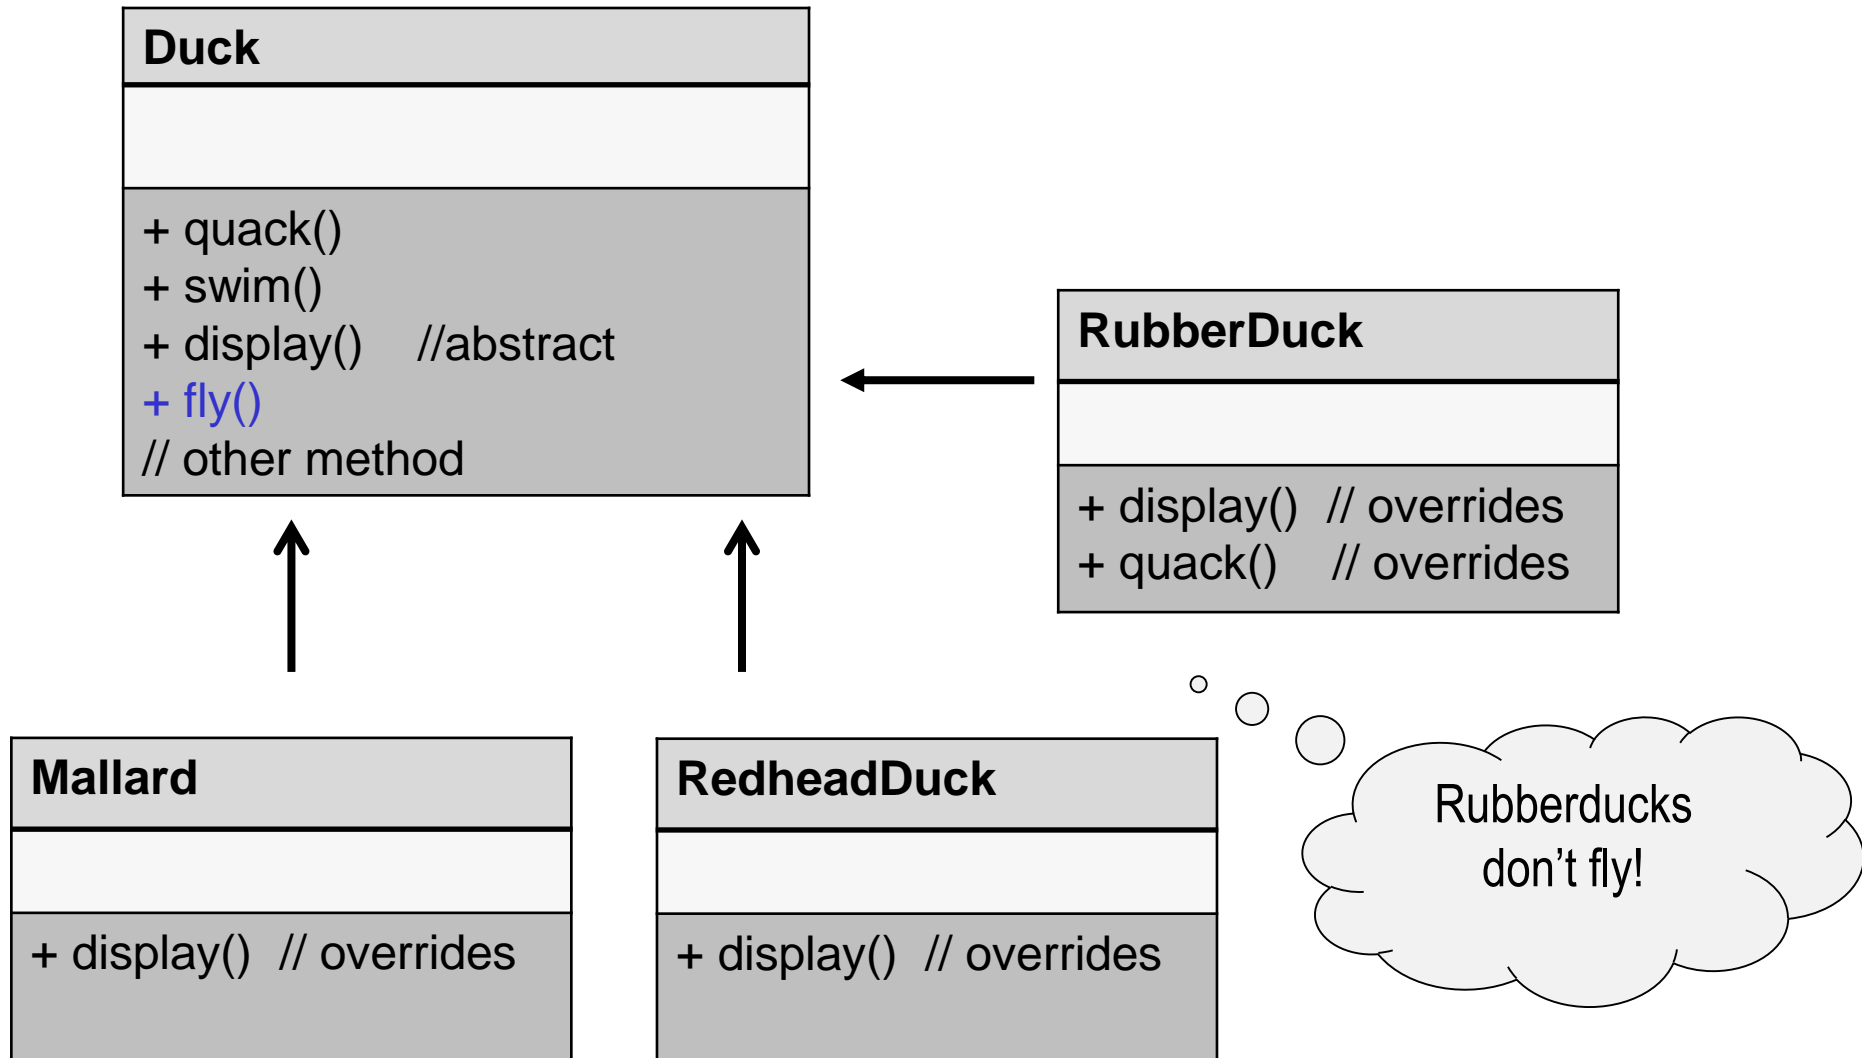 Duck
+ quack()
+ swim()
+ display() //abstract
+ fly()
// other method
RubberDuck
+ display() // overrides
+ quack() // overrides
Mallard
+ display() // overrides
RedheadDuck
+ display() // overrides
Rubberducks
don't fly!